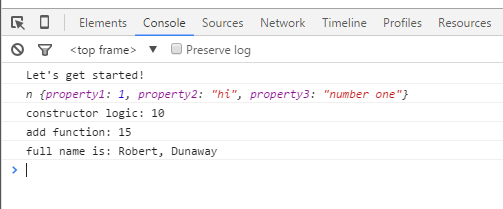 Elements Console Sources Network Timeline Profiles Resources
<top frame> ▼ Preserve log
Let's get started!
n {property1: 1, property2: "hi", property3: "number one"}
constructor logic: 10
add function: 15
full name is: Robert, Dunaway
>